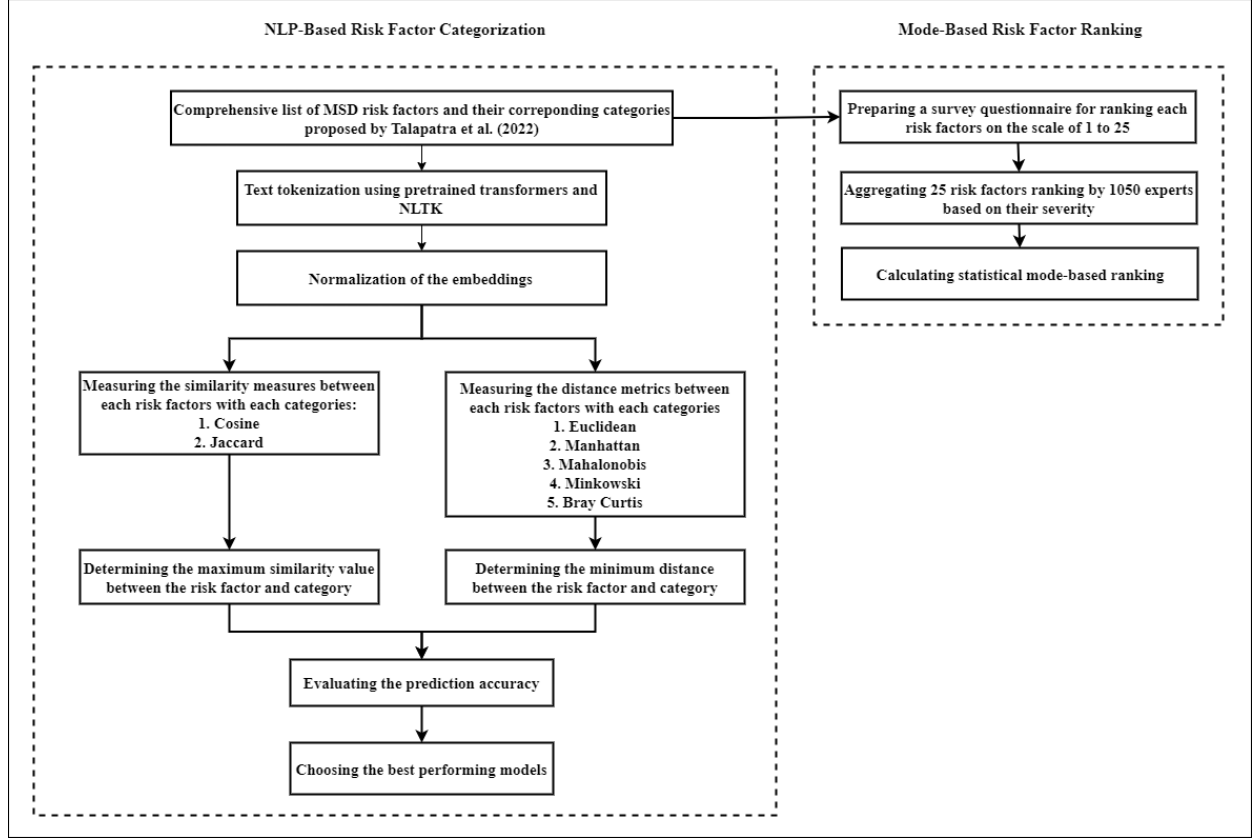 NLP-Based Risk Factor Categorization
Mode-Based Risk Factor Ranking
Comprehensive list of MSD risk factors and their correponding categories
proposed by Talapatra et al. (2022)
Text tokenization using pretrained transformers and
NLTK
Normalization of the embeddings
Measuring the similarity measures between
each risk factors with each categories:
1. Cosine
2. Jaccard
Measuring the distance metrics between
each risk factors with each categories
1. Euclidean
2. Manhattan
3. Mahalonobis
4. Minkowski
5. Bray Curtis
Determining the maximum similarity value
between the risk factor and category
Determining the minimum distance
between the risk factor and category
Evaluating the prediction accuracy
Choosing the best performing models
Preparing a survey questionnaire for ranking each
risk factors on the scale of 1 to 25
Aggregating 25 risk factors ranking by 1050 experts
based on their severity
Calculating statistical mode-based ranking